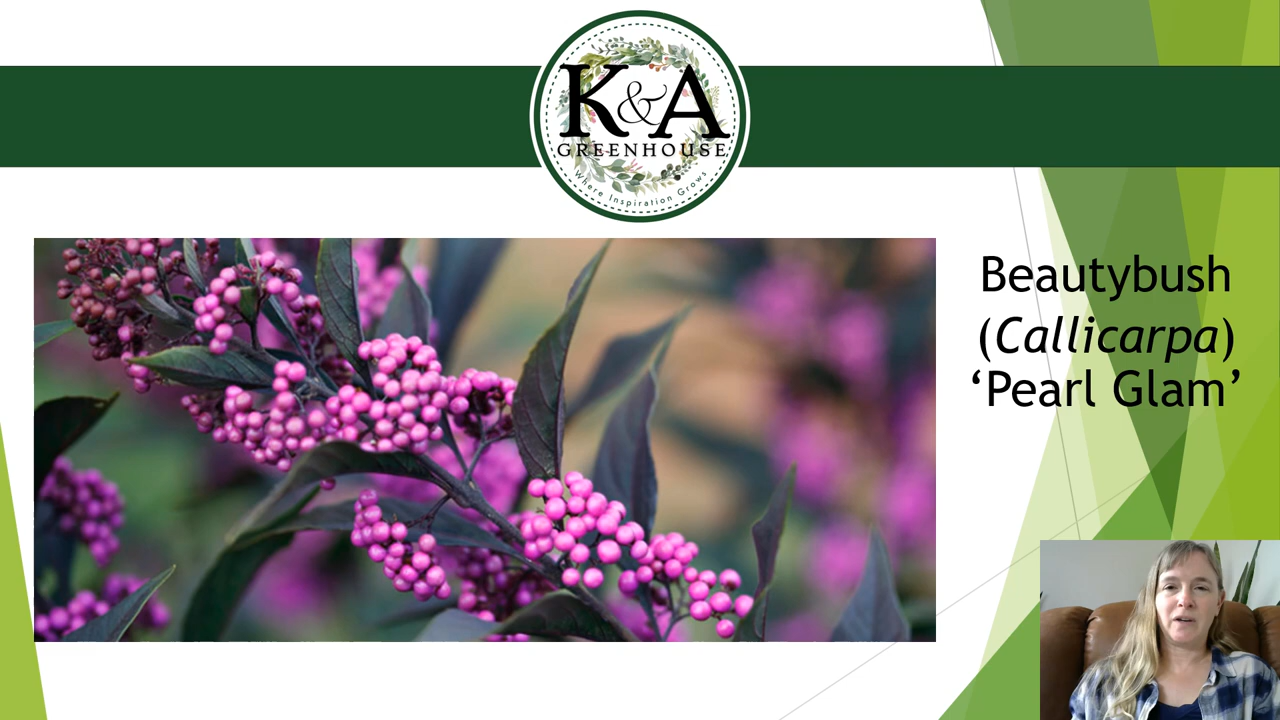 K&A
GREENHOUSE
Where Inspiration Grows
Beautybush
(Callicarpa)
‘Pearl Glam’